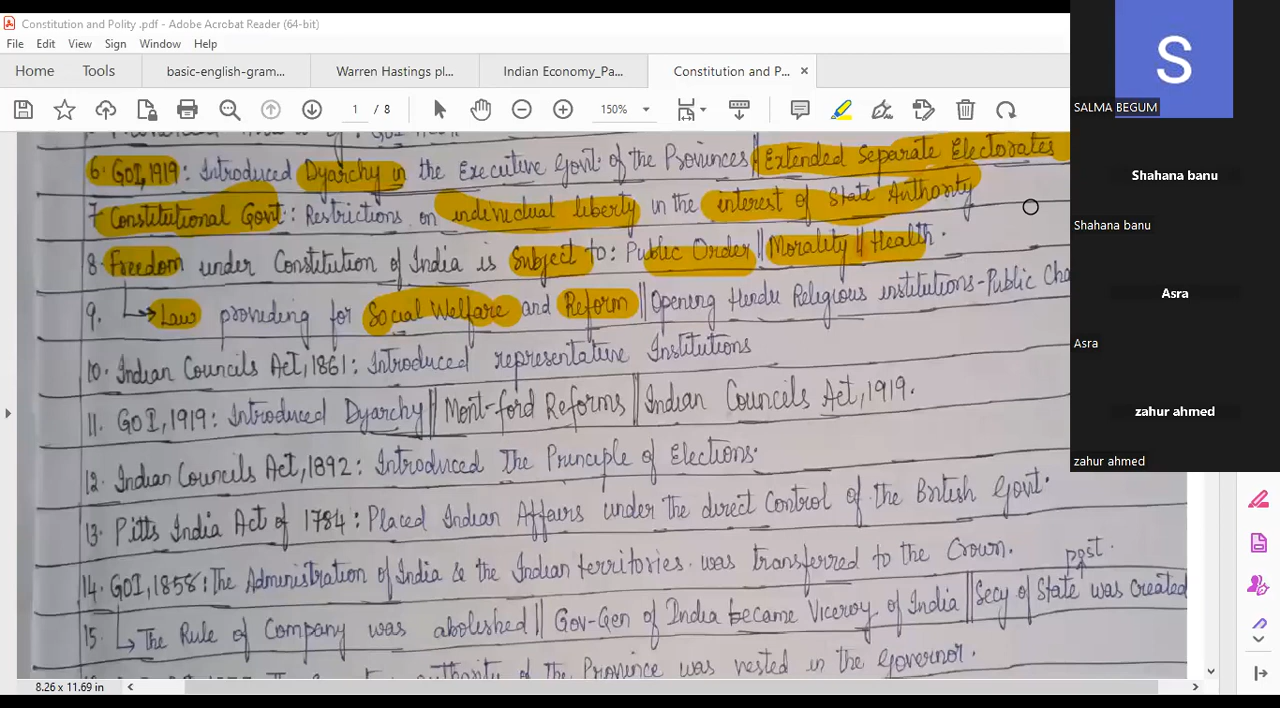 Constitution and Polity .pdf - Adobe Acrobat Reader (64-bit)
File Edit View Sign Window Help
Home Tools basic-english-gram... Warren Hastings pl... Indian Economy_Pa... Constitution and P... ×
1 / 8 150%
6. GOI, 1919: Introduced Dyarchy in the Executive Govt. of the Provinces || Extended Separate Electorates
7 Constitutional Govt: Restrictions on individual liberty in the interest of State Authority
8. Freedom under Constitution of India is Subject to: Public Order || Morality || Health.
9. Law providing for Social Welfare and Reform || Opening Hindu Religious institutions - Public Cha
10. Indian Councils Act, 1861: Introduced representative Institutions
11. GOI, 1919: Introduced Dyarchy || Mont-ford Reforms || Indian Councels Act, 1919.
12. Indian Councils Act, 1892: Introduced the Principle of Elections.
13. Pitts India Act of 1784: Placed Indian Affairs under the direct Control of the British Govt.
post.
14. GOI, 1858: The Administration of India & the Indian territories. was transferred to the Crown.
15. The Rule of Company was abolished || Gov-Gen of India became Viceroy of India || Secy of State was created
authority of the Province was vested in the Governor.
8.26 x 11.69 in
S
SALMA BEGUM
Shahana banu
Shahana banu
Asra
Asra
zahur ahmed
zahur ahmed